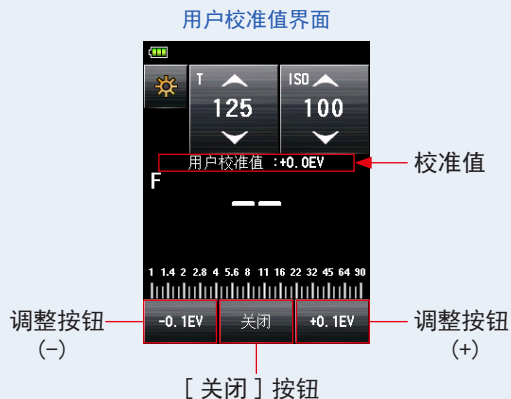 用户校准值界面
T
125
ISO
100
用户校准值 :+0.0EV
校准值
F
1 1.4 2 2.8 4 5.6 8 11 16 22 32 45 64 90
调整按钮
(−)
-0.1EV
关闭
+0.1EV
调整按钮
(+)
[ 关闭 ] 按钮